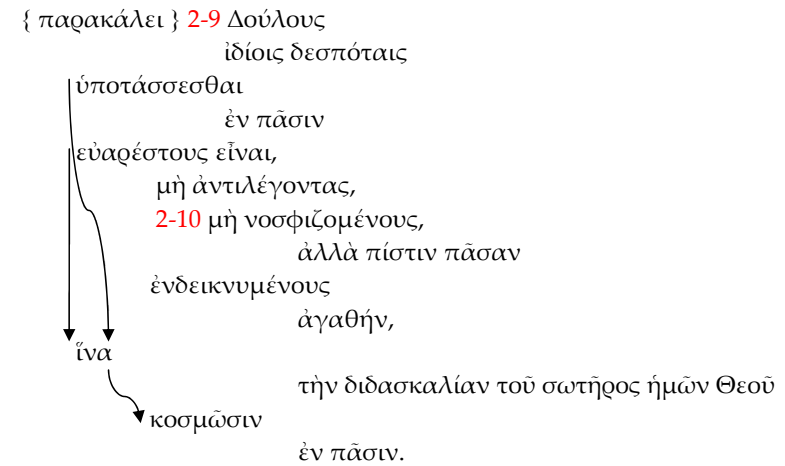 { παρακάλει } 2-9 Δούλους
ἰδίοις δεσπόταις
ὑποτάσσεσθαι
ἐν πᾶσιν
εὐαρέστους εἶναι,
μὴ ἀντιλέγοντας,
2-10 μὴ νοσφιζομένους,
ἀλλὰ πίστιν πᾶσαν
ἐνδεικνυμένους
ἀγαθήν,
ἵνα
τὴν διδασκαλίαν τοῦ σωτῆρος ἡμῶν Θεοῦ
κοσμῶσιν
ἐν πᾶσιν.